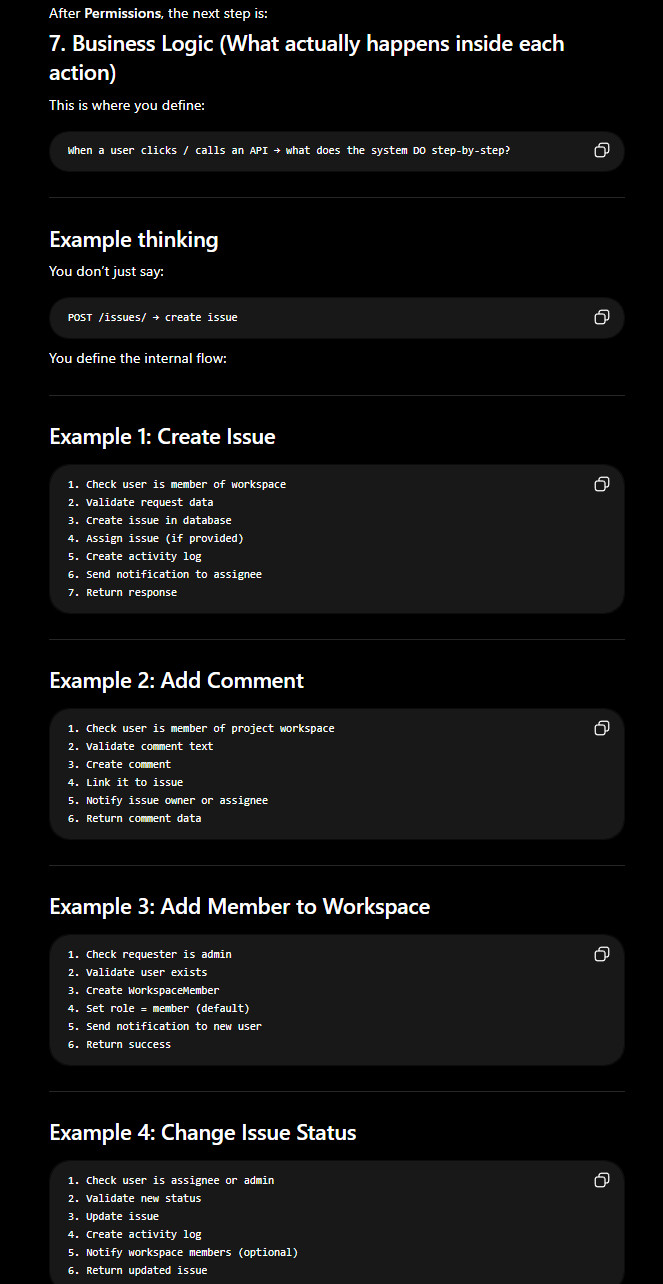 After Permissions, the next step is:
7. Business Logic (What actually happens inside each
action)
This is where you define:
When a user clicks / calls an API → what does the system DO step-by-step?
Example thinking
You don’t just say:
POST /issues/ → create issue
You define the internal flow:
Example 1: Create Issue
1. Check user is member of workspace
2. Validate request data
3. Create issue in database
4. Assign issue (if provided)
5. Create activity log
6. Send notification to assignee
7. Return response
Example 2: Add Comment
1. Check user is member of project workspace
2. Validate comment text
3. Create comment
4. Link it to issue
5. Notify issue owner or assignee
6. Return comment data
Example 3: Add Member to Workspace
1. Check requester is admin
2. Validate user exists
3. Create WorkspaceMember
4. Set role = member (default)
5. Send notification to new user
6. Return success
Example 4: Change Issue Status
1. Check user is assignee or admin
2. Validate new status
3. Update issue
4. Create activity log
5. Notify workspace members (optional)
6. Return updated issue